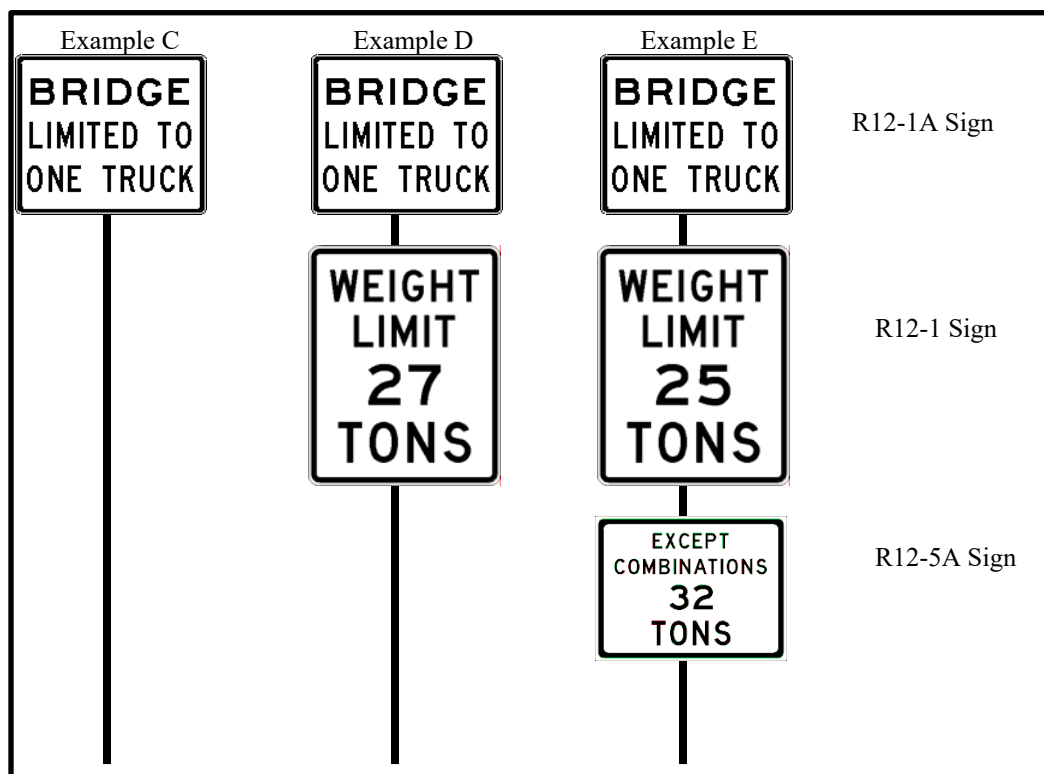 Example C
BRIDGE
LIMITED TO
ONE TRUCK
Example D
BRIDGE
LIMITED TO
ONE TRUCK
WEIGHT
LIMIT
27
TONS
Example E
BRIDGE
LIMITED TO
ONE TRUCK
WEIGHT
LIMIT
25
TONS
EXCEPT
COMBINATIONS
32
TONS
R12-1A Sign
R12-1 Sign
R12-5A Sign